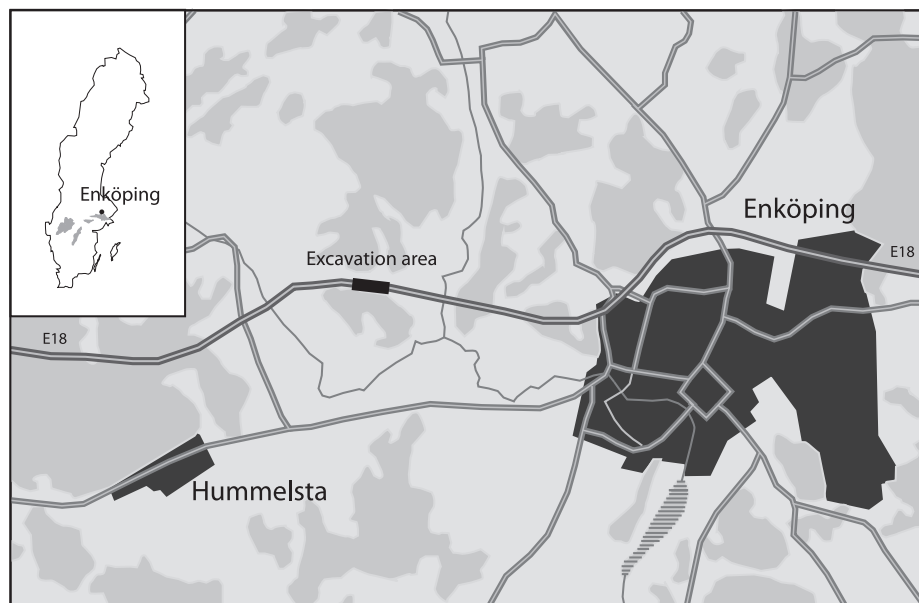 Enköping
Enköping
E18
Excavation area
E18
Hummelsta